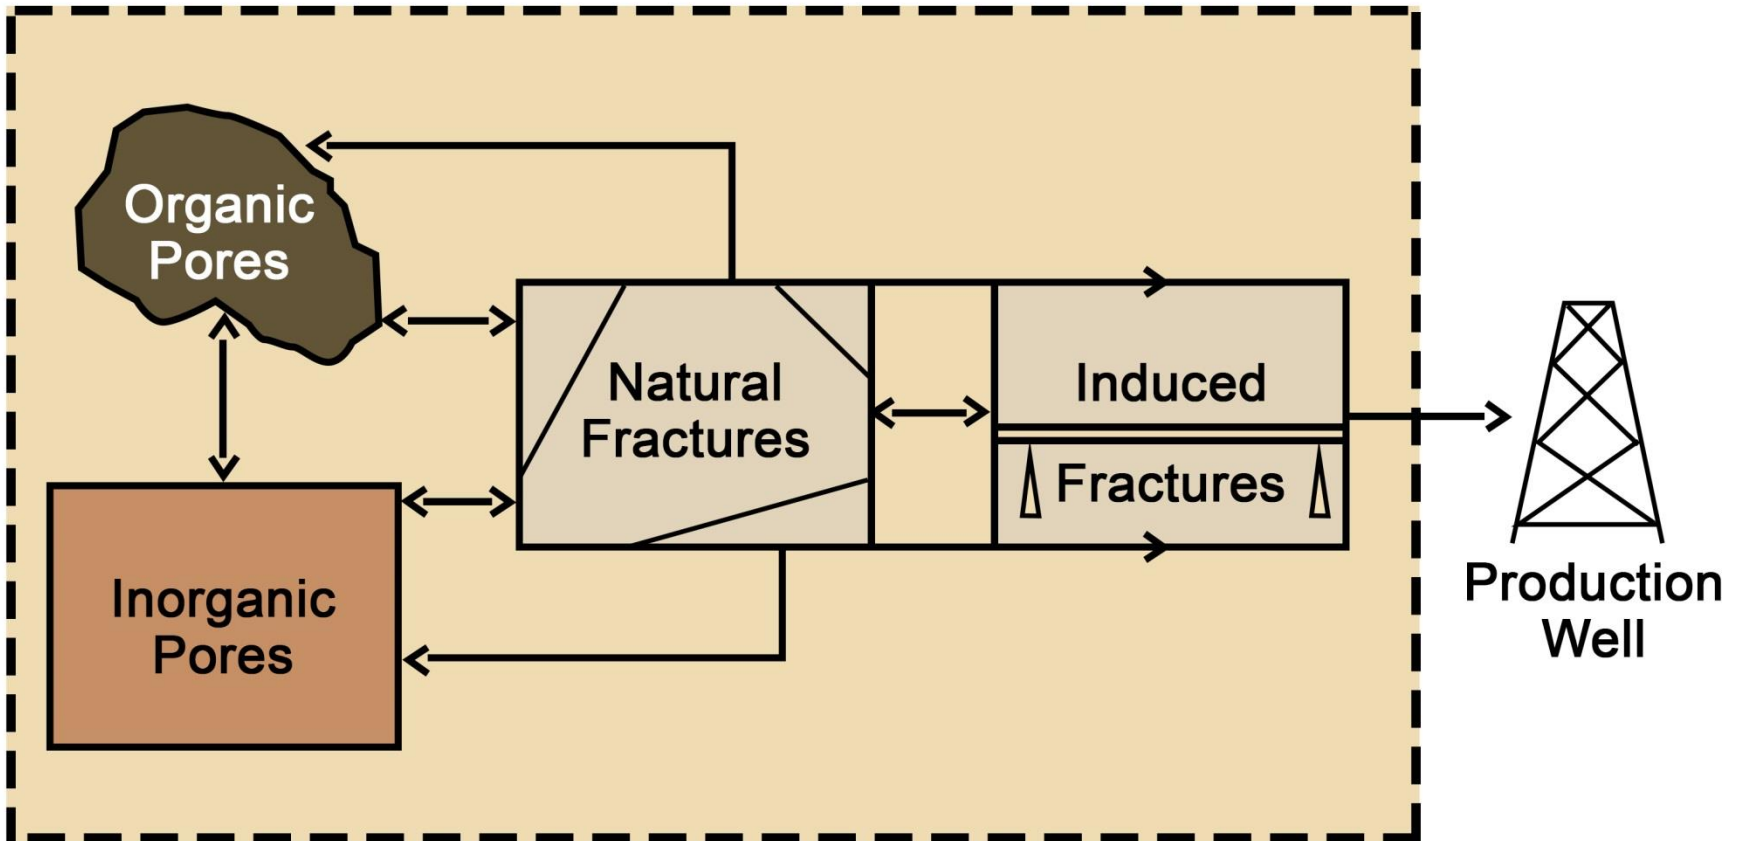 Organic
Pores
Natural
Fractures
Induced
Fractures
Inorganic
Pores
Production
Well